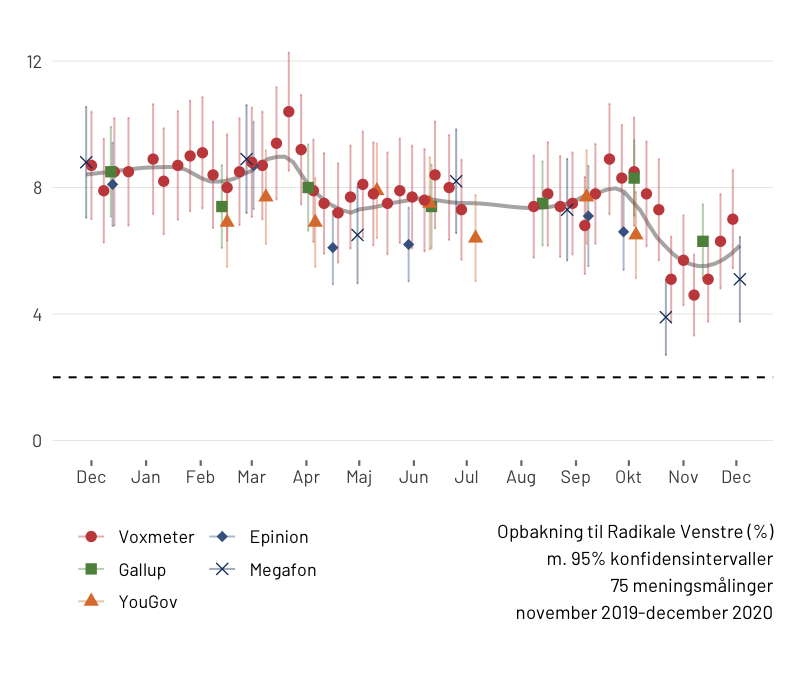 12
8
4
0
Dec Jan Feb Mar Apr Maj Jun Jul Aug Sep Okt Nov Dec
Voxmeter Epinion
Gallup Megafon
YouGov
Opbakning til Radikale Venstre (%)
m. 95% konfidensintervaller
75 meningsmålinger
november 2019-december 2020